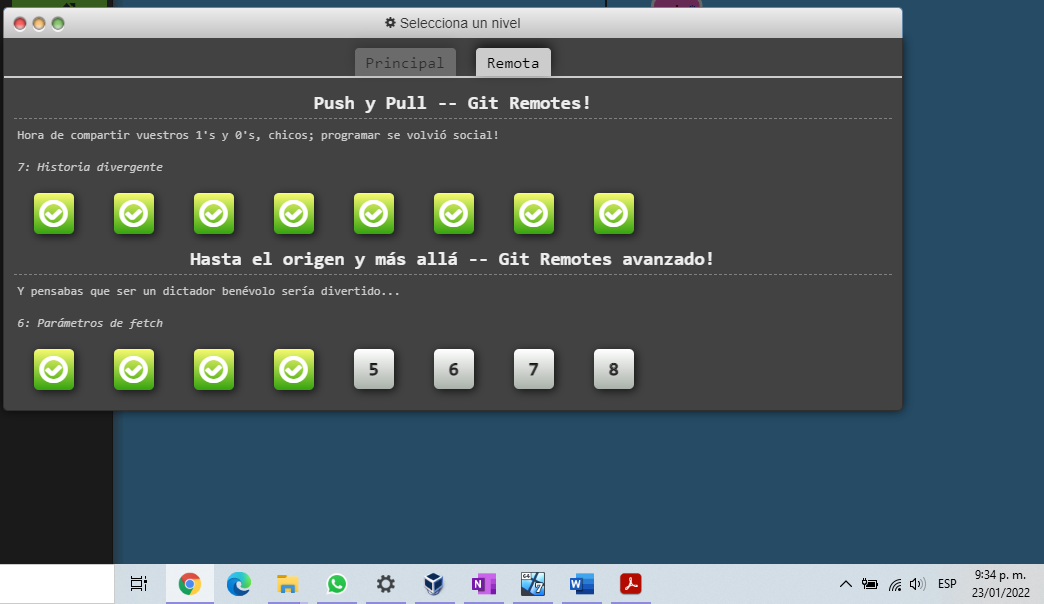 Selecciona un nivel
Principal Remota
Push y Pull -- Git Remotes!
Hora de compartir vuestros 1's y 0's, chicos; programar se volvió social!
7: Historia divergente
Hasta el origen y más allá -- Git Remotes avanzado!
Y pensabas que ser un dictador benévolo sería divertido...
6: Parámetros de fetch
5 6 7 8
N 64 W
ESP
9:34 p. m.
23/01/2022